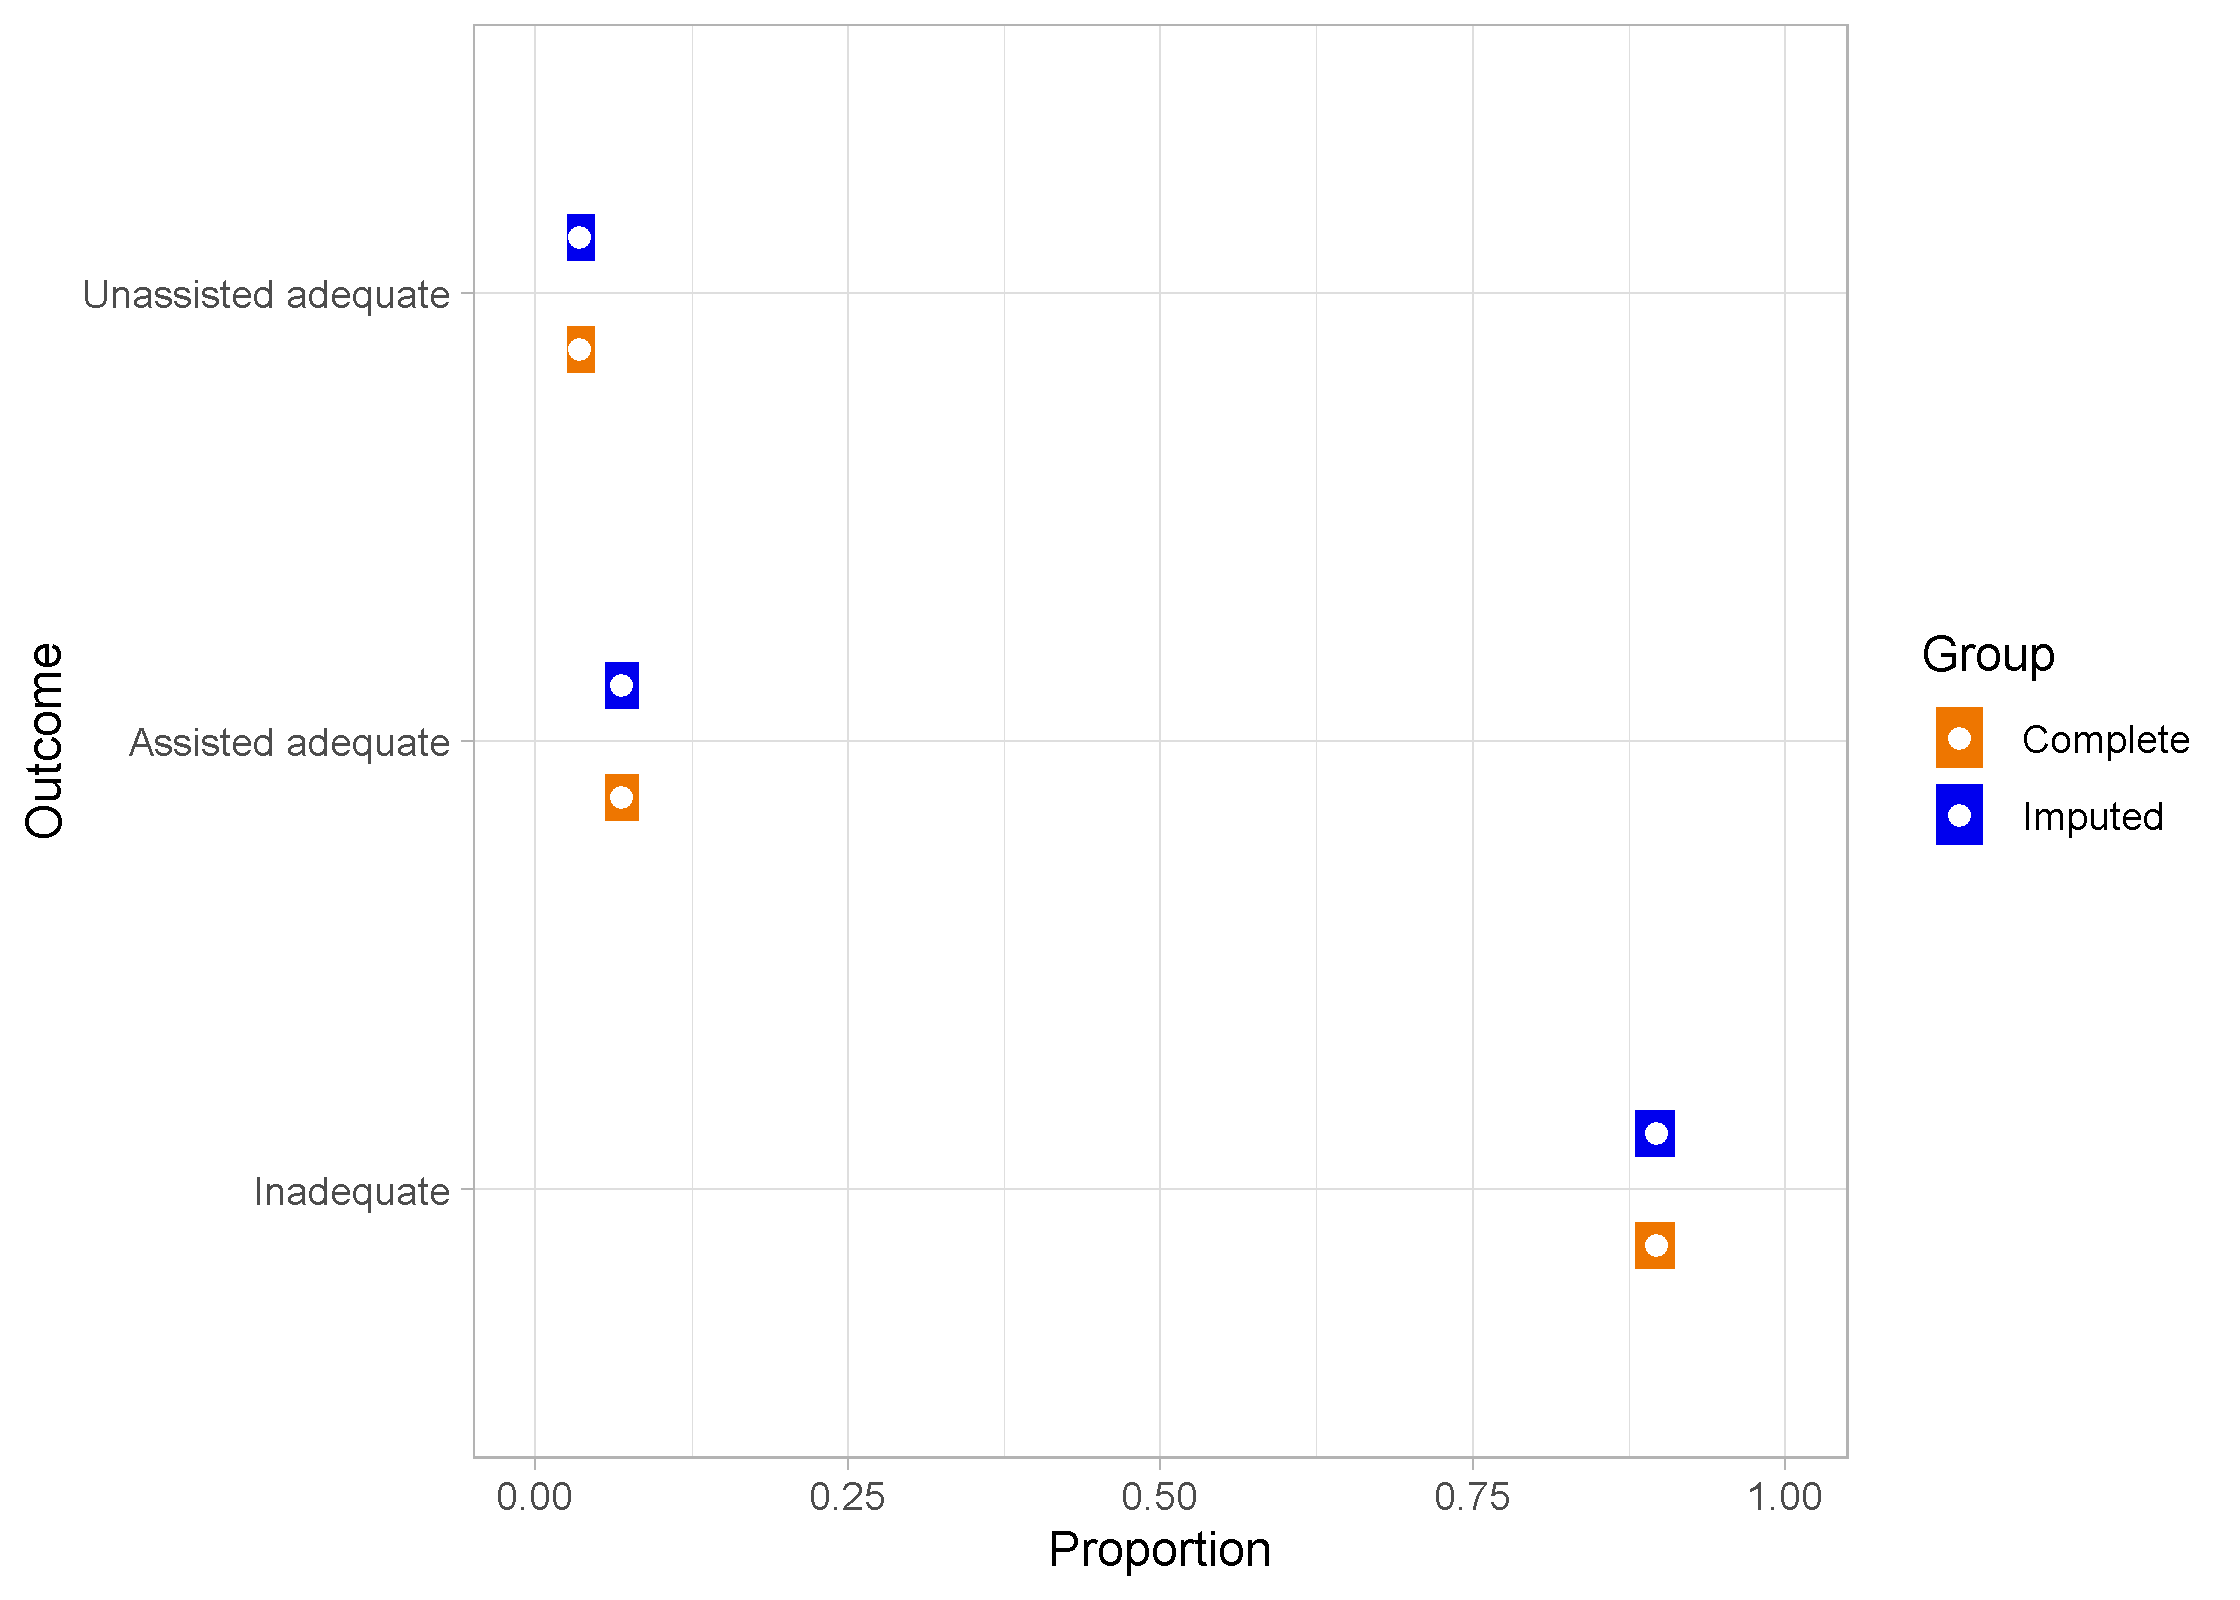 Unassisted adequate
Assisted adequate
Inadequate
Outcome
0.00
0.25
0.50
0.75
1.00
Proportion
Group
Complete
Imputed